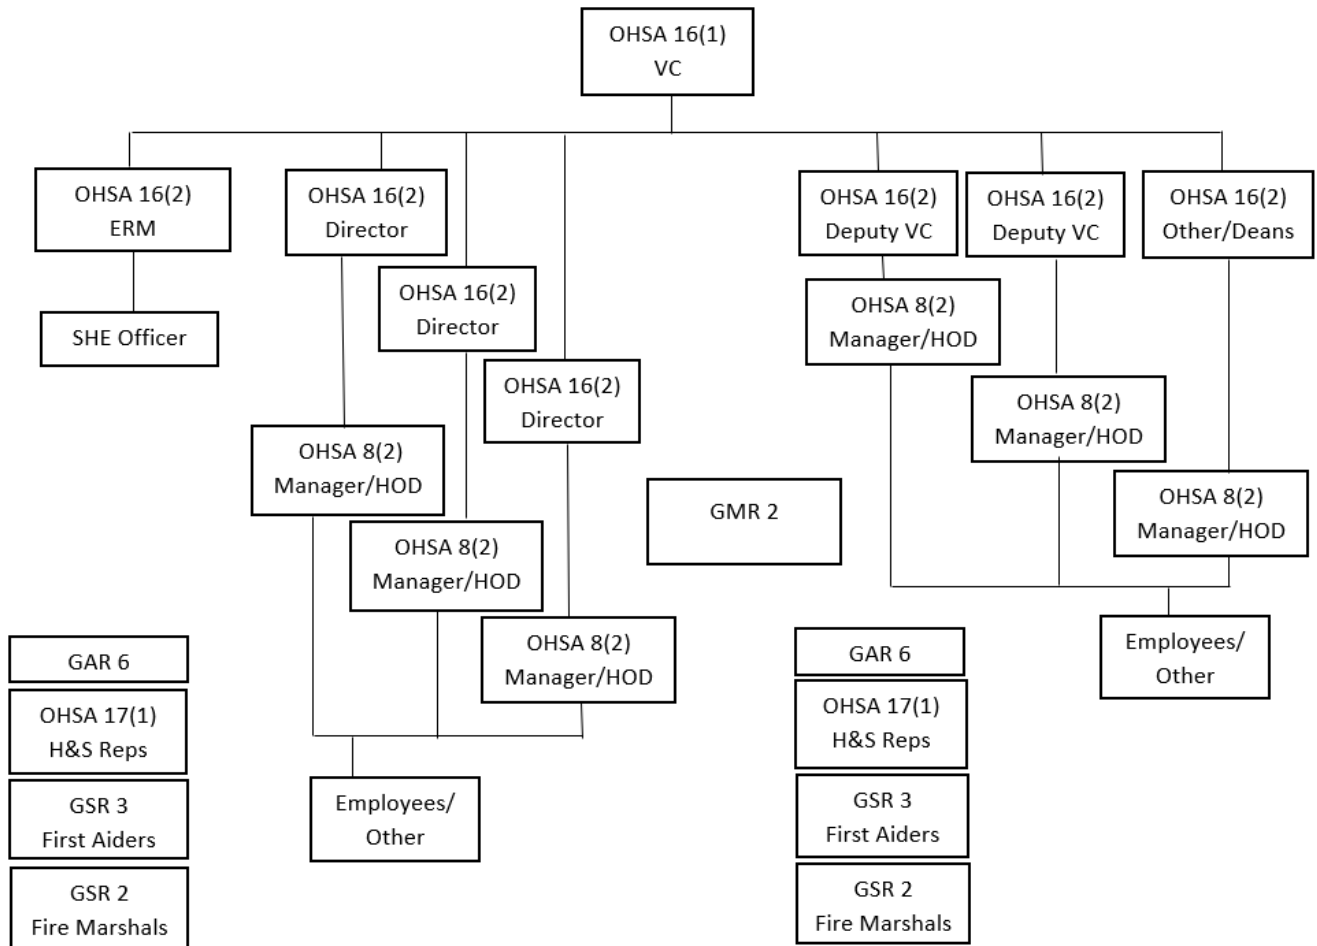 OHSA 16(1)
VC
OHSA 16(2)
ERM
OHSA 16(2)
Director
OHSA 16(2)
Deputy VC
OHSA 16(2)
Deputy VC
OHSA 16(2)
Other/Deans
SHE Officer
OHSA 16(2)
Director
OHSA 8(2)
Manager/HOD
OHSA 16(2)
Director
OHSA 8(2)
Manager/HOD
OHSA 8(2)
Manager/HOD
GMR 2
OHSA 8(2)
Manager/HOD
OHSA 8(2)
Manager/HOD
OHSA 8(2)
Manager/HOD
Employees/
Other
GAR 6
OHSA 17(1)
H&S Reps
GSR 3
First Aiders
GSR 2
Fire Marshals
Employees/
Other
GAR 6
OHSA 17(1)
H&S Reps
GSR 3
First Aiders
GSR 2
Fire Marshals